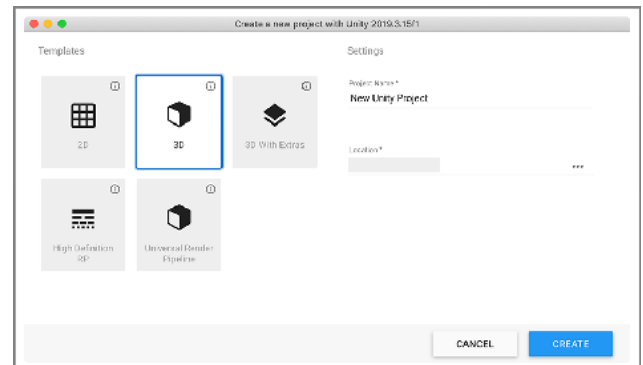 Create a new project with Unity 2019.3.15f1
Templates
Settings
2D
3D
3D With Extras
High Definition
RP
Universal Render
Pipeline
Project Name *
New Unity Project
Location *
CANCEL
CREATE